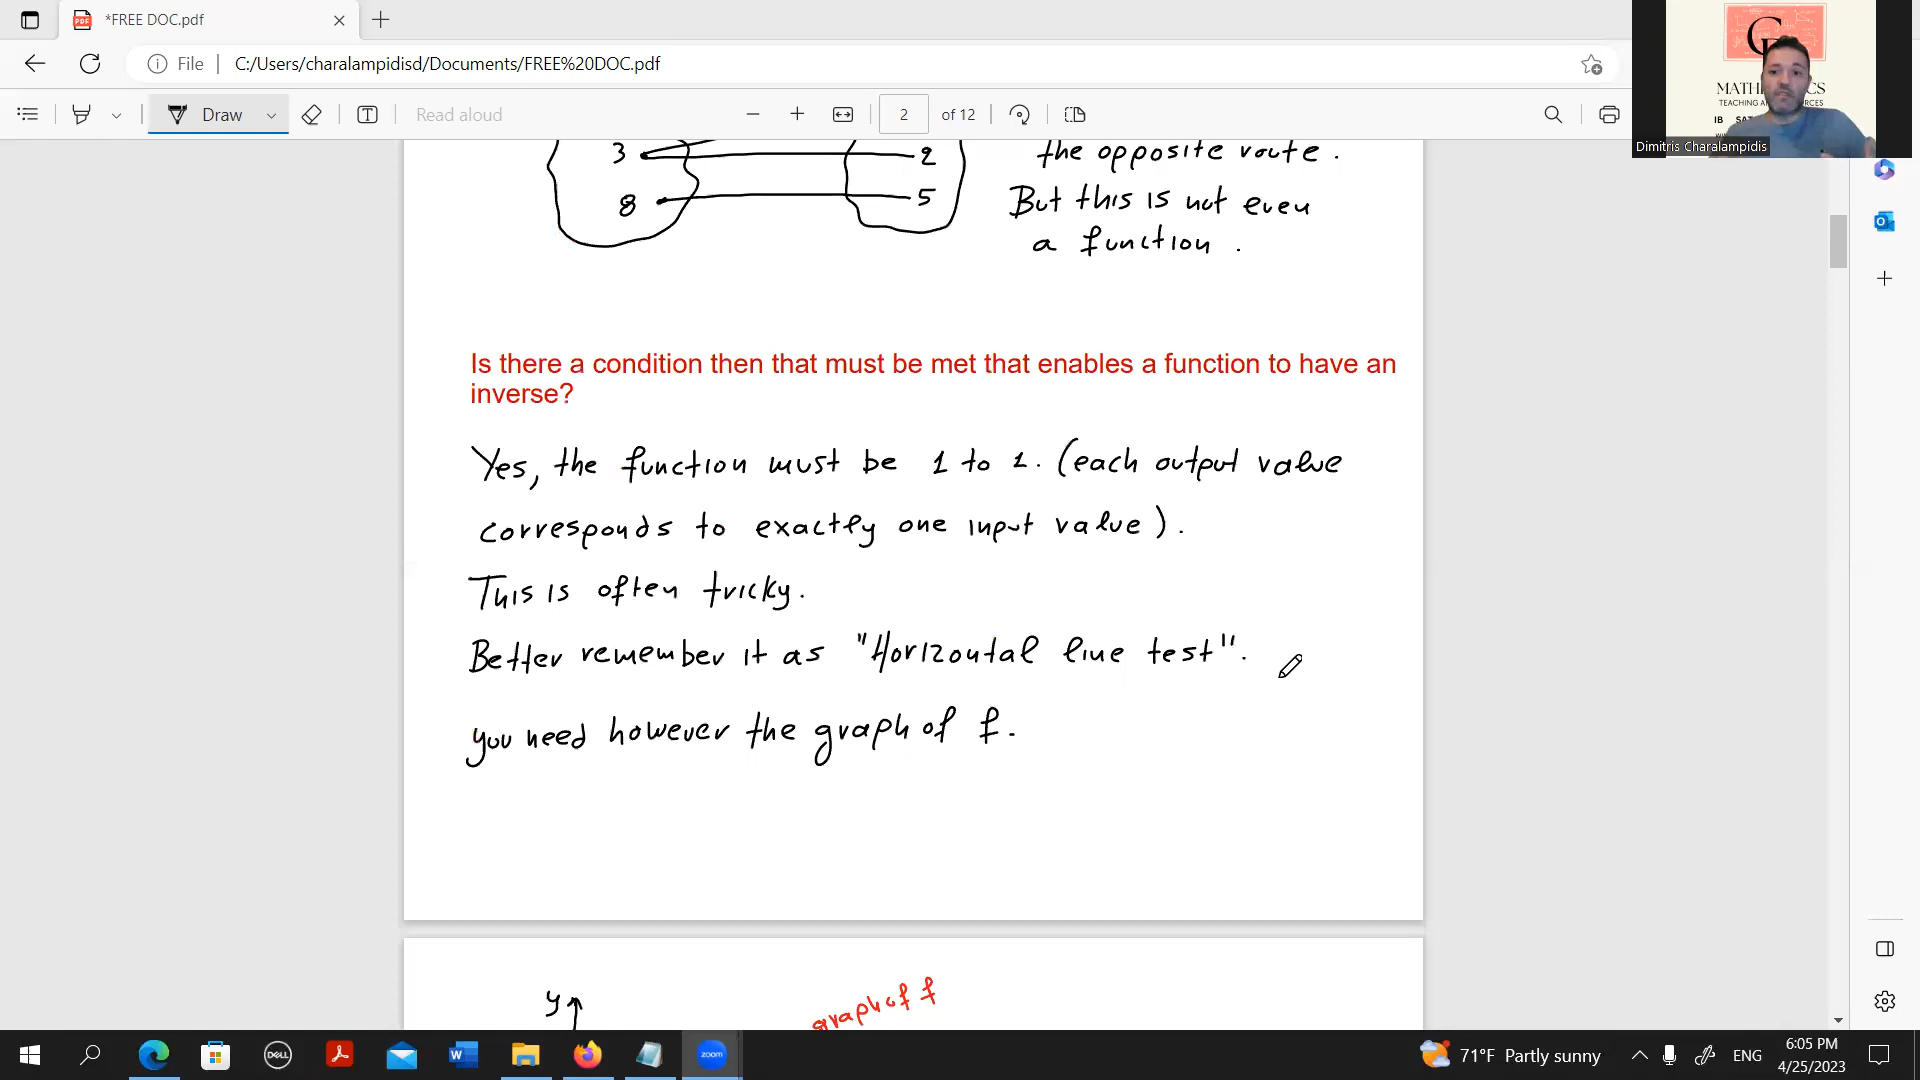 *FREE DOC.pdf
File
C:/Users/charalampidisd/Documents/FREE%20DOC.pdf
Draw
Read aloud
2
of 12
MATHEMATICS
IB
Dimitris Charalampidis
3
2
the opposite route.
8
5
But this is not even
a function.
Is there a condition then that must be met that enables a function to have an
inverse?
Yes, the function must be 1 to 1. (each output value
corresponds to exactly one input value).
This is often tricky.
Better remember it as "Horizontal line test".
you need however the graph of f.
y
graph of f
DELL
zoom
71°F Partly sunny
ENG
6:05 PM
4/25/2023